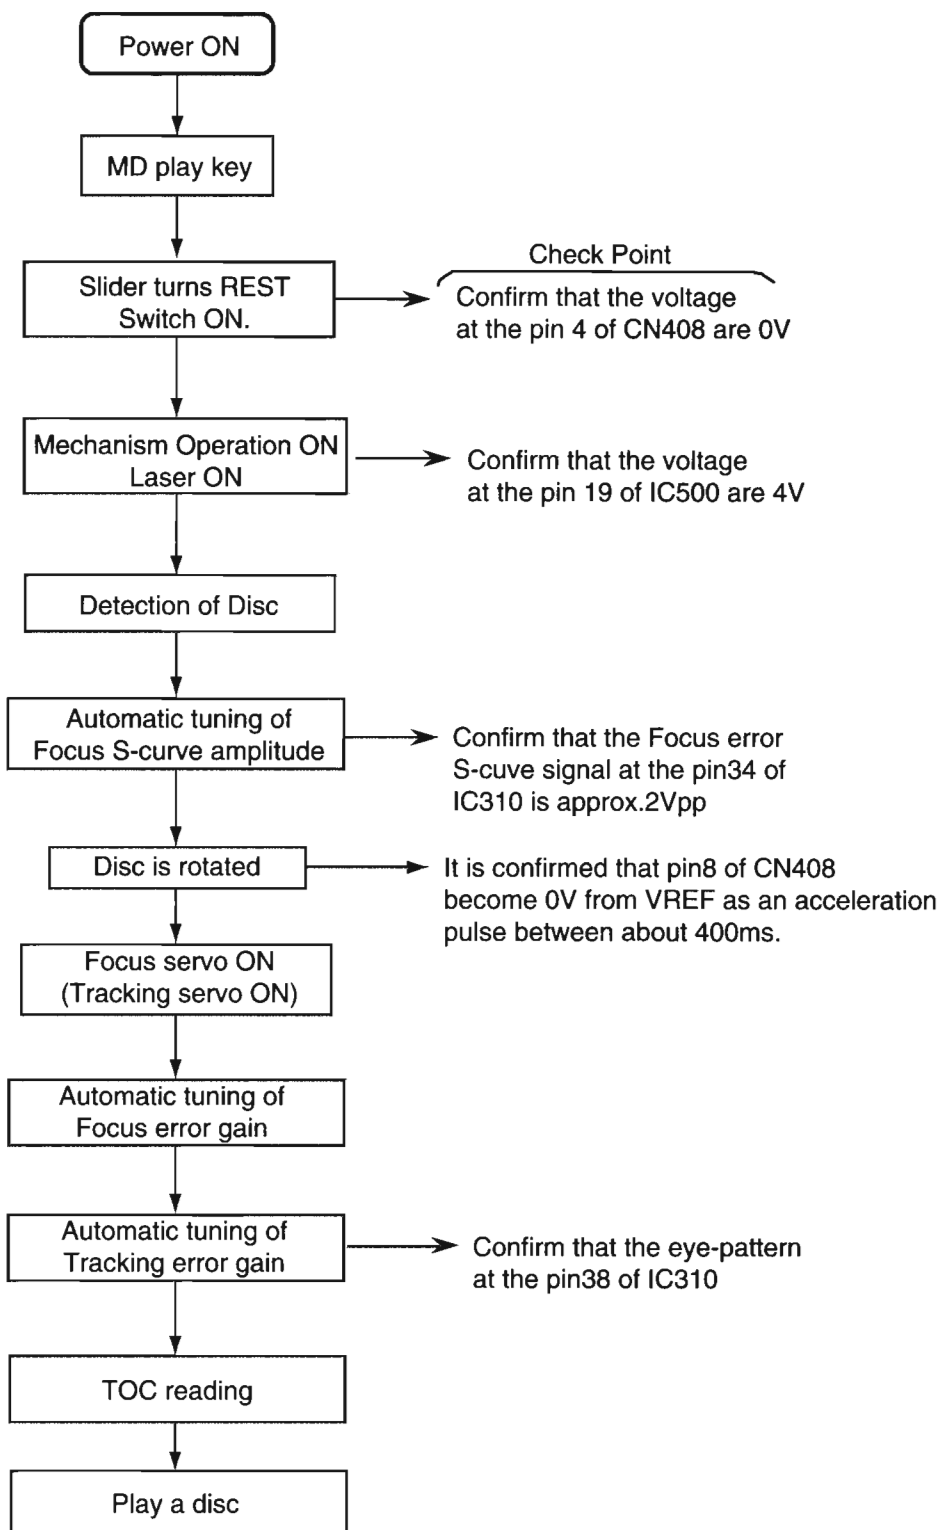 Power ON
MD play key
Check Point
Slider turns REST
Switch ON.
Confirm that the voltage
at the pin 4 of CN408 are 0V
Mechanism Operation ON
Laser ON
Confirm that the voltage
at the pin 19 of IC500 are 4V
Detection of Disc
Automatic tuning of
Focus S-curve amplitude
Confirm that the Focus error
S-cuve signal at the pin34 of
IC310 is approx.2Vpp
Disc is rotated
It is confirmed that pin8 of CN408
become 0V from VREF as an acceleration
pulse between about 400ms.
Focus servo ON
(Tracking servo ON)
Automatic tuning of
Focus error gain
Automatic tuning of
Tracking error gain
Confirm that the eye-pattern
at the pin38 of IC310
TOC reading
Play a disc